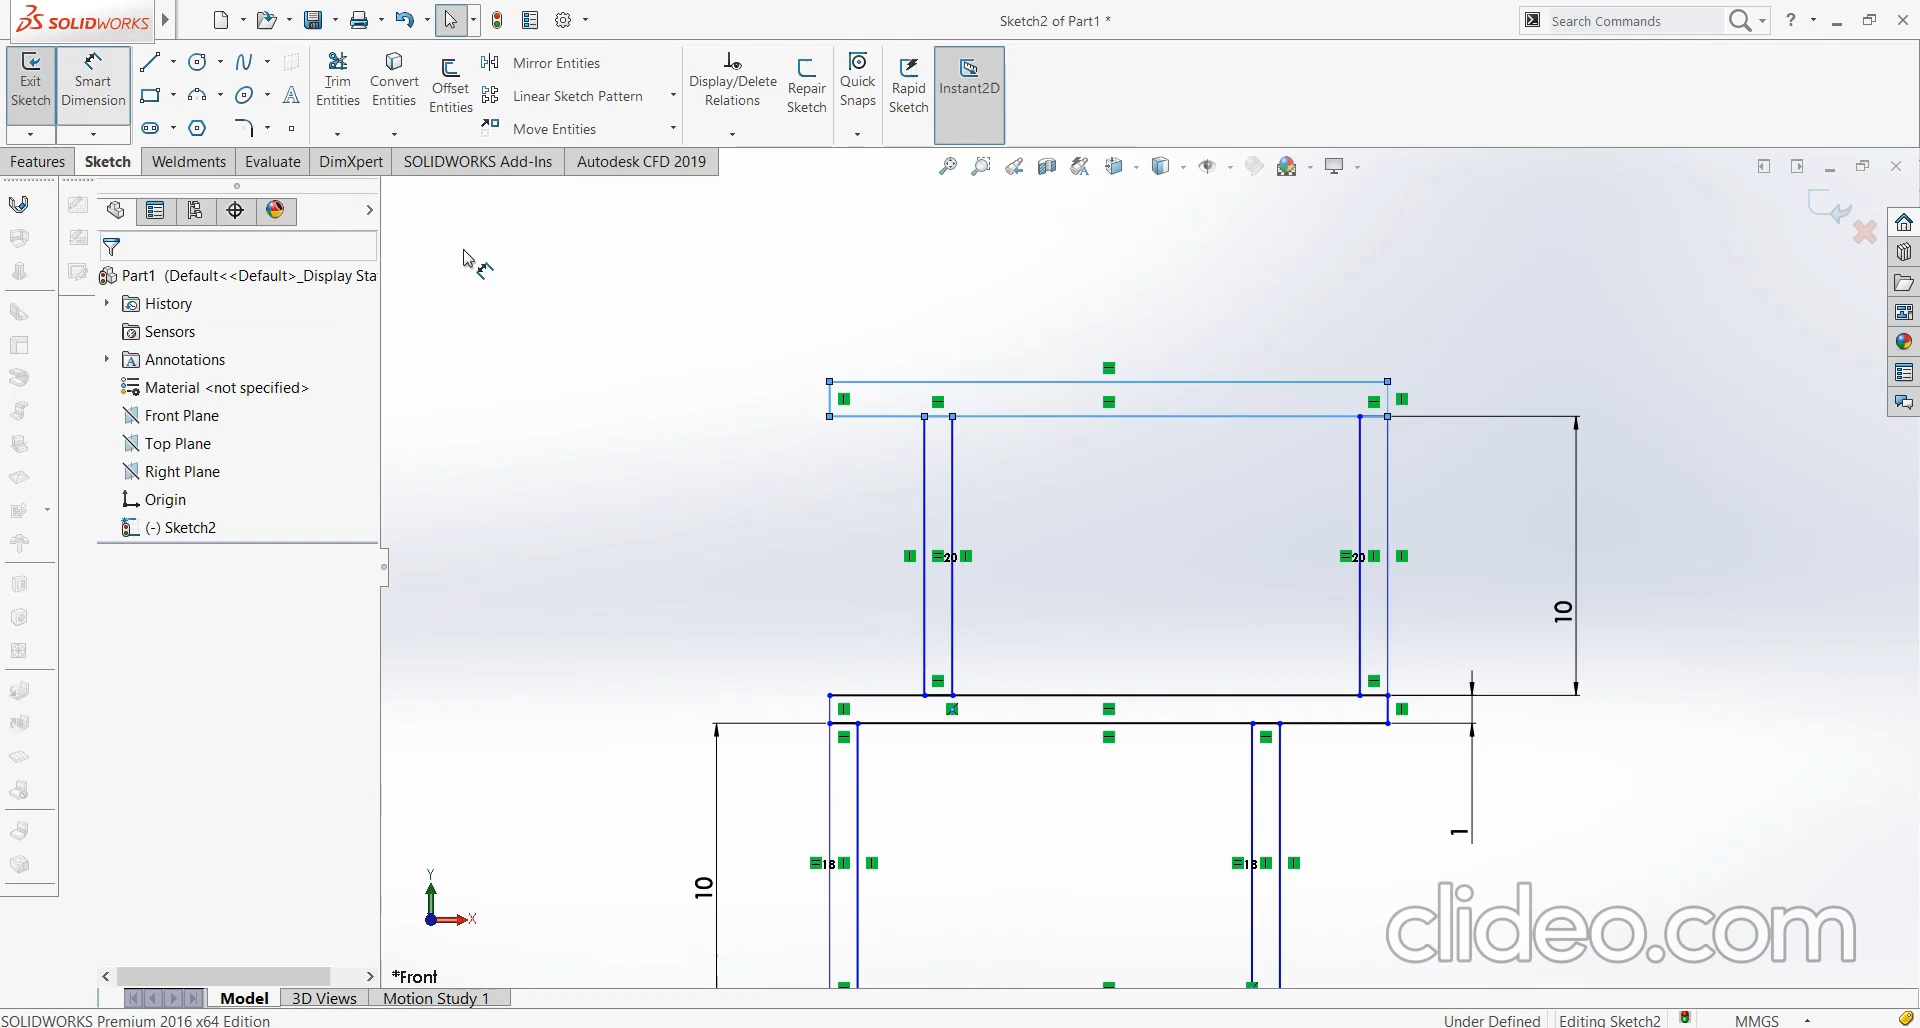 SOLIDWORKS
Sketch2 of Part1 *
Search Commands
?
Exit Sketch
Smart Dimension
Trim Entities
Convert Entities
Offset Entities
Mirror Entities
Linear Sketch Pattern
Move Entities
Display/Delete Relations
Repair Sketch
Quick Snaps
Rapid Sketch
Instant2D
Features
Sketch
Weldments
Evaluate
DimXpert
SOLIDWORKS Add-Ins
Autodesk CFD 2019
Part1 (Default<<Default>_Display Sta
History
Sensors
Annotations
Material <not specified>
Front Plane
Top Plane
Right Plane
Origin
(-) Sketch2
20
20
10
1
18
18
10
Y
X
*Front
clideo.com
Model
3D Views
Motion Study 1
SOLIDWORKS Premium 2016 x64 Edition
Under Defined
Editing Sketch2
MMGS